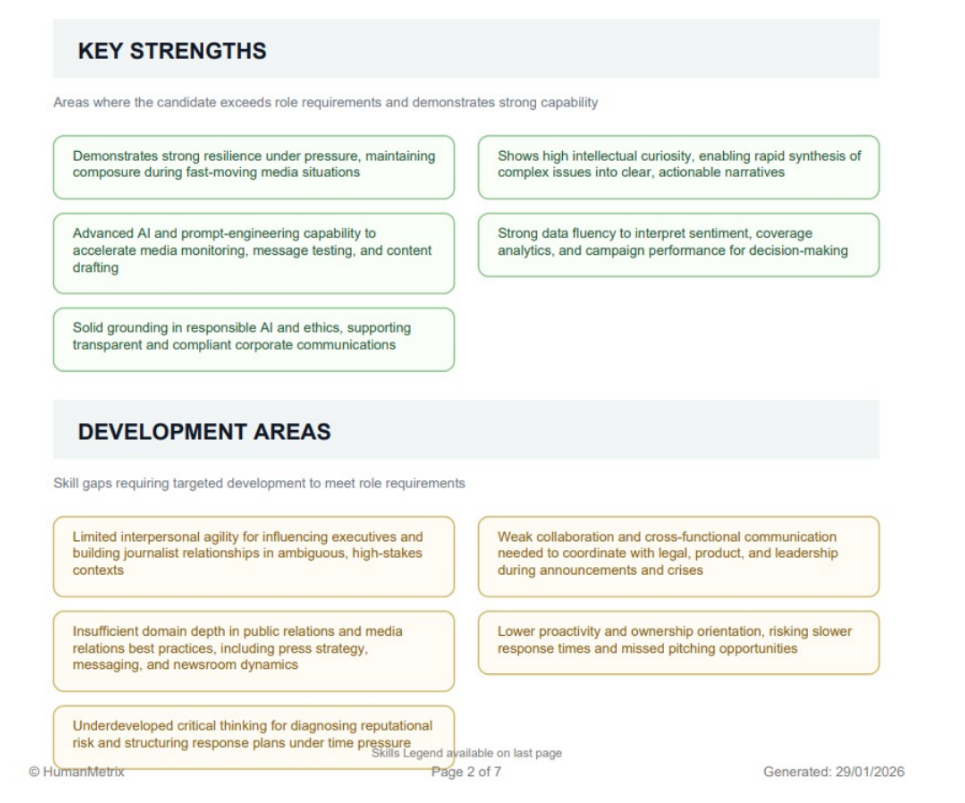 KEY STRENGTHS
Areas where the candidate exceeds role requirements and demonstrates strong capability
Demonstrates strong resilience under pressure, maintaining
composure during fast-moving media situations
Shows high intellectual curiosity, enabling rapid synthesis of
complex issues into clear, actionable narratives
Advanced AI and prompt-engineering capability to
accelerate media monitoring, message testing, and content
drafting
Strong data fluency to interpret sentiment, coverage
analytics, and campaign performance for decision-making
Solid grounding in responsible AI and ethics, supporting
transparent and compliant corporate communications
DEVELOPMENT AREAS
Skill gaps requiring targeted development to meet role requirements
Limited interpersonal agility for influencing executives and
building journalist relationships in ambiguous, high-stakes
contexts
Weak collaboration and cross-functional communication
needed to coordinate with legal, product, and leadership
during announcements and crises
Insufficient domain depth in public relations and media
relations best practices, including press strategy,
messaging, and newsroom dynamics
Lower proactivity and ownership orientation, risking slower
response times and missed pitching opportunities
Underdeveloped critical thinking for diagnosing reputational
risk and structuring response plans under time pressure
Skills Legend available on last page
© HumanMetrix
Page 2 of 7
Generated: 29/01/2026